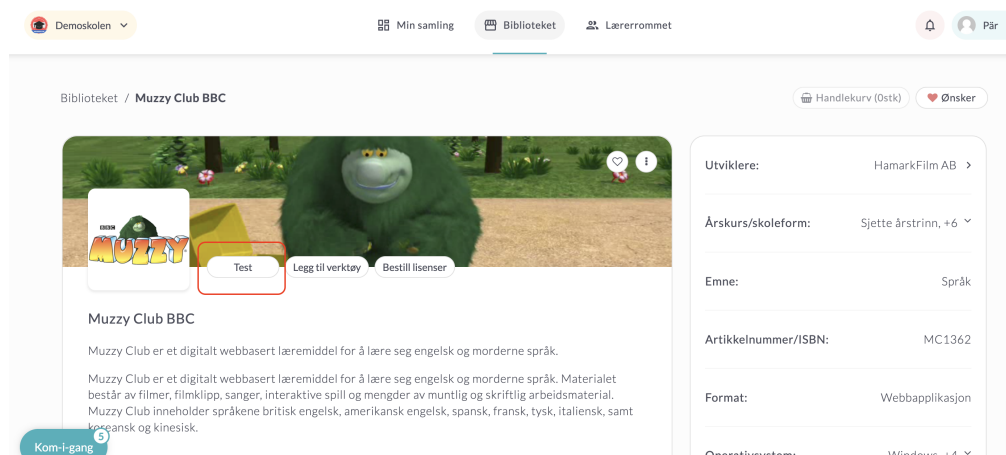 Demoskolen
Min samling
Biblioteket
Lærerrommet
Pär
Biblioteket / Muzzy Club BBC
Handlekurv (0stk)
Ønsker
BBC
MUZZY
Test
Legg til verktøy
Bestill lisenser
Muzzy Club BBC
Muzzy Club er et digitalt webbasert læremiddel for å lære seg engelsk og morderne språk.
Muzzy Club er et digitalt webbasert læremiddel for å lære seg engelsk og morderne språk. Materialet
består av filmer, filmklipp, sanger, interaktive spill og mengder av muntlig og skriftlig arbeidsmaterial.
Muzzy Club inneholder språkene britisk engelsk, amerikansk engelsk, spansk, fransk, tysk, italiensk, samt
koreansk og kinesisk.
Kom-i-gang
5
Utviklere: HamarkFilm AB
Årskurs/skoleform: Sjette årstrinn, +6
Emne: Språk
Artikkelnummer/ISBN: MC1362
Format: Webbapplikasjon
Operativsystem: Windows, +4